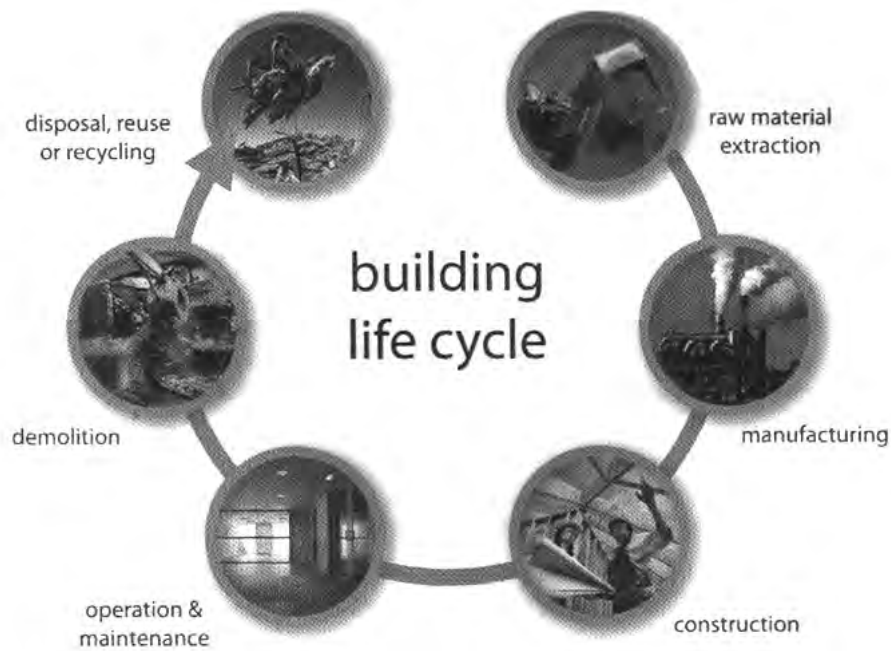 building
life cycle
raw material
extraction
manufacturing
construction
operation &
maintenance
demolition
disposal, reuse
or recycling